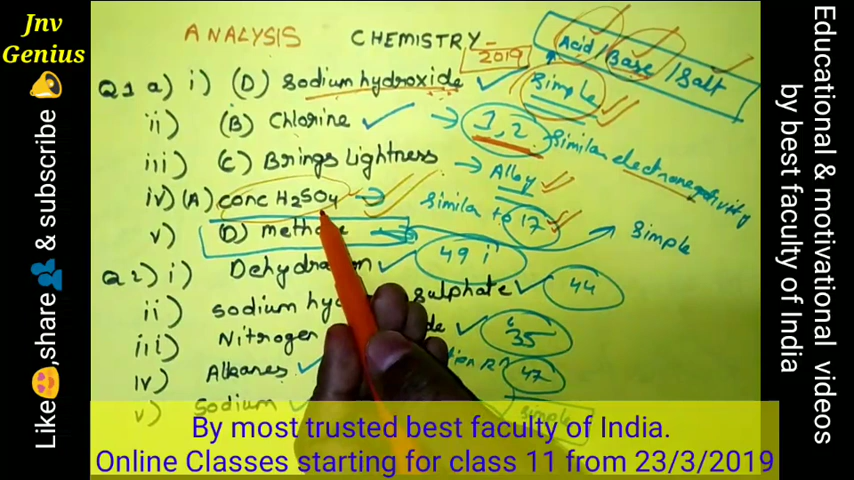 Jnv
Genius
Like,share & subscribe
ANALYSIS CHEMISTRY-
2019
Acid/Base/Salt
Q1 a) i) (D) Sodium hydroxide
Simple
ii) (B) Chlorine → 1,2 Similar electronegativity
iii) (C) Brings lightness → Alloy
iv) (A) conc H2SO4 → Similar to 17
v) (D) Methane Simple
Q2) i) Dehydration 49 i
ii) sodium sulphate 44
iii) Nitrogen 35
iv) Alkanes 47
v) Sodium Simple
By most trusted best faculty of India.
Online Classes starting for class 11 from 23/3/2019
Educational & motivational videos
by best faculty of India